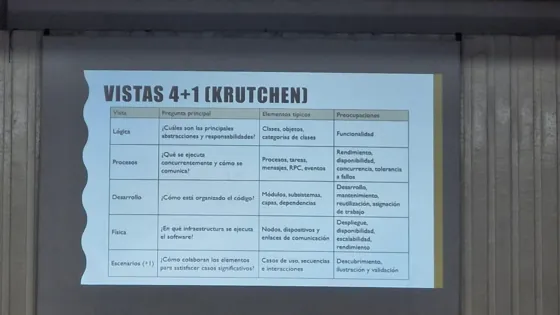 VISTAS 4+1 (KRUTCHEN)
Vista Pregunta principal Elementos típicos Preocupaciones
Lógica
¿Cuáles son las principales
abstracciones y responsabilidades?
Clases, objetos,
categorías de clases
Funcionalidad
Procesos
¿Qué se ejecuta
concurrentemente y cómo se
comunica?
Procesos, tareas,
mensajes, RPC, eventos
Rendimiento,
disponibilidad,
concurrencia, tolerancia
a fallos
Desarrollo
¿Cómo está organizado el código?
Módulos, subsistemas,
capas, dependencias
Desarrollo,
mantenimiento,
reutilización, asignación
de trabajo
Física
¿En qué infraestructura se ejecuta
el software?
Nodos, dispositivos y
enlaces de comunicación
Despliegue,
disponibilidad,
escalabilidad,
rendimiento
Escenarios (+1)
¿Cómo colaboran los elementos
para satisfacer casos significativos?
Casos de uso, secuencias
e interacciones
Descubrimiento,
ilustración y validación